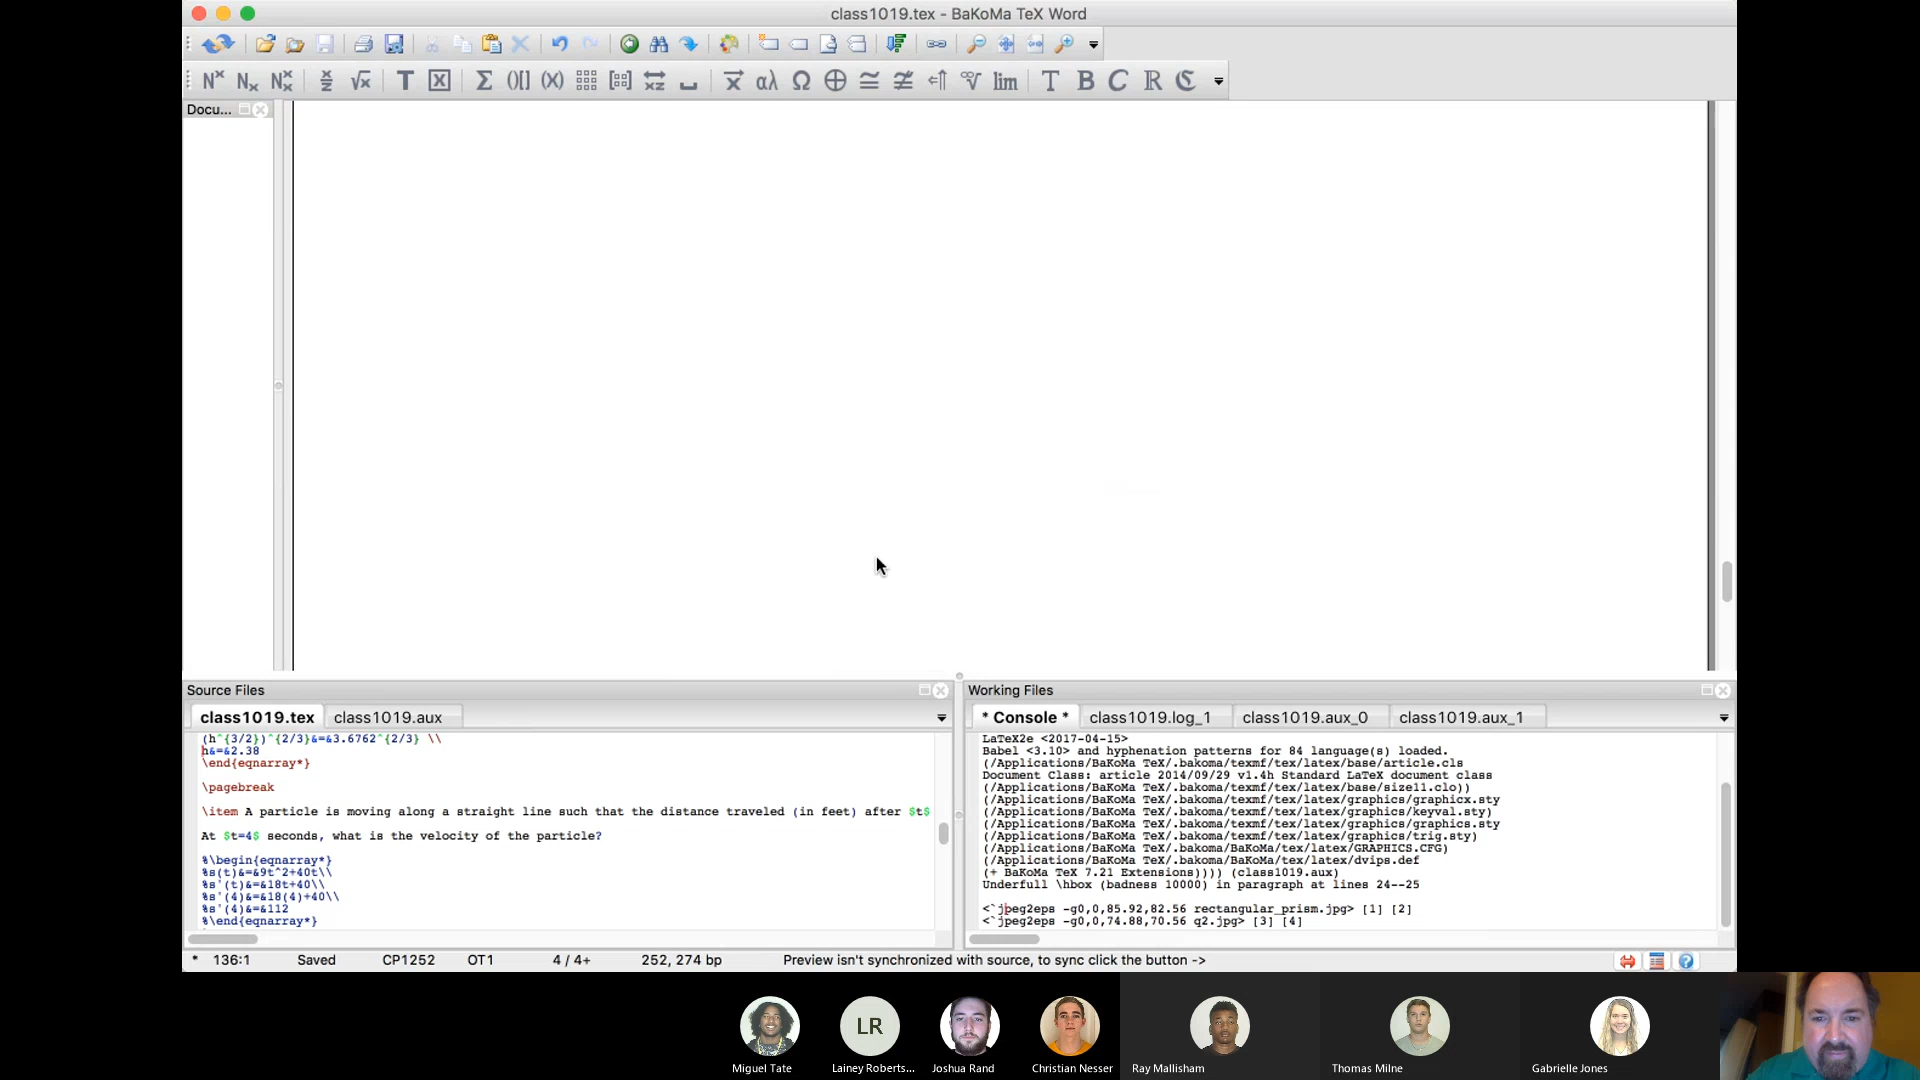 class1019.tex - BaKoMa TeX Word
Docu...
Source Files
class1019.tex
class1019.aux
(h^{3/2})^{2/3}&=&3.6762^{2/3} \\
h&=&2.38
\end{eqnarray*}
\pagebreak
\item A particle is moving along a straight line such that the distance traveled (in feet) after $t$
At $t=4$ seconds, what is the velocity of the particle?
%\begin{eqnarray*}
%s(t)&=&9t^2+40t\\
%s'(t)&=&18t+40\\
%s'(4)&=&18(4)+40\\
%s'(4)&=&112
%\end{eqnarray*}
Working Files
* Console *
class1019.log_1
class1019.aux_0
class1019.aux_1
LaTeX2e <2017-04-15>
Babel <3.10> and hyphenation patterns for 84 language(s) loaded.
(/Applications/BaKoMa TeX/.bakoma/texmf/tex/latex/base/article.cls
Document Class: article 2014/09/29 v1.4h Standard LaTeX document class
(/Applications/BaKoMa TeX/.bakoma/texmf/tex/latex/base/size11.clo))
(/Applications/BaKoMa TeX/.bakoma/texmf/tex/latex/graphics/graphicx.sty
(/Applications/BaKoMa TeX/.bakoma/texmf/tex/latex/graphics/keyval.sty)
(/Applications/BaKoMa TeX/.bakoma/texmf/tex/latex/graphics/graphics.sty
(/Applications/BaKoMa TeX/.bakoma/texmf/tex/latex/graphics/trig.sty)
(/Applications/BaKoMa TeX/.bakoma/texmf/tex/latex/GRAPHICS.CFG)
(/Applications/BaKoMa TeX/.bakoma/BaKoMa/tex/latex/dvips.def
(+ BaKoMa TeX 7.21 Extensions)))) (class1019.aux)
Underfull \hbox (badness 10000) in paragraph at lines 24--25
<`jpeg2eps -g0,0,85.92,82.56 rectangular_prism.jpg> [1] [2]
<`jpeg2eps -g0,0,74.88,70.56 q2.jpg> [3] [4]
* 136:1 Saved CP1252 OT1 4 / 4+ 252, 274 bp Preview isn't synchronized with source, to sync click the button ->
LR
Miguel Tate
Lainey Roberts...
Joshua Rand
Christian Nesser
Ray Mallisham
Thomas Milne
Gabrielle Jones